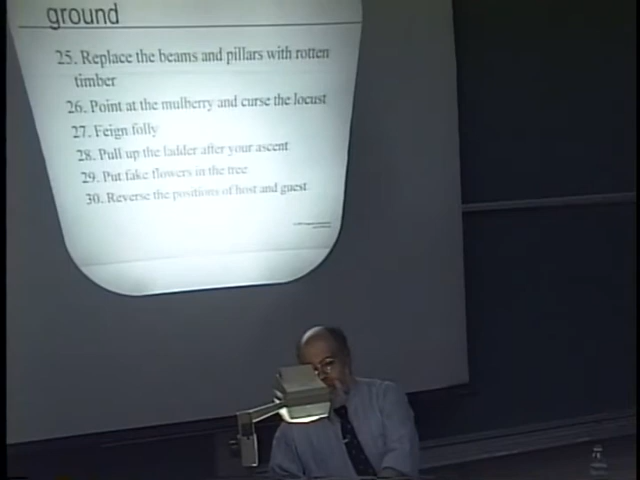 ground
25. Replace the beams and pillars with rotten
timber
26. Point at the mulberry and curse the locust
27. Feign folly
28. Pull up the ladder after your ascent
29. Put fake flowers in the tree
30. Reverse the positions of host and guest